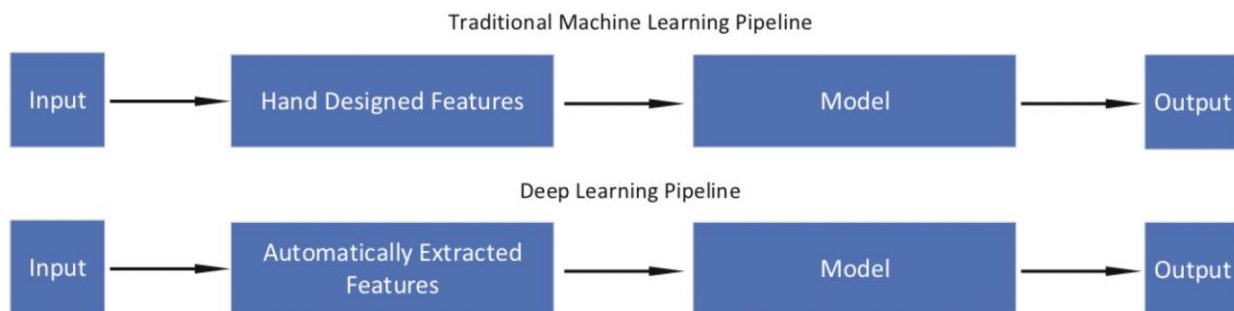 Traditional Machine Learning Pipeline
Input
Hand Designed Features
Model
Output
Deep Learning Pipeline
Input
Automatically Extracted
Features
Model
Output